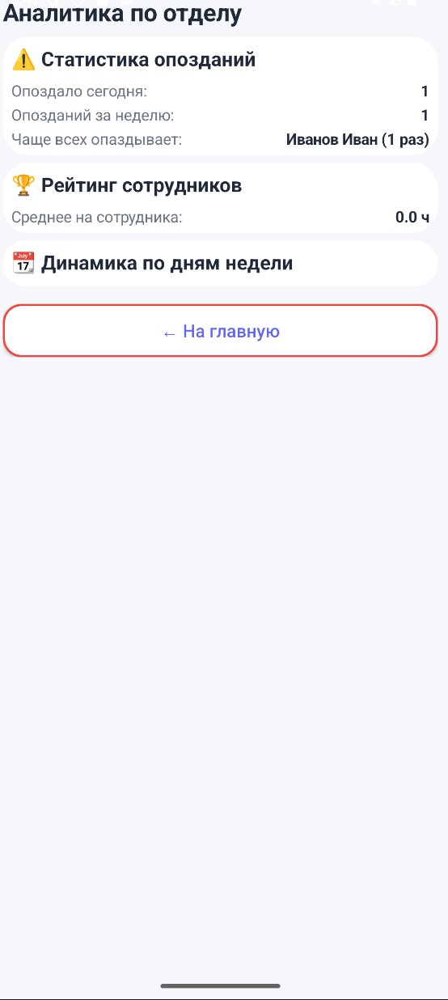 Аналитика по отделу
⚠️ Статистика опозданий
Опоздало сегодня: 1
Опозданий за неделю: 1
Чаще всех опаздывает: Иванов Иван (1 раз)
🏆 Рейтинг сотрудников
Среднее на сотрудника: 0.0 ч
📆 Динамика по дням недели
← На главную